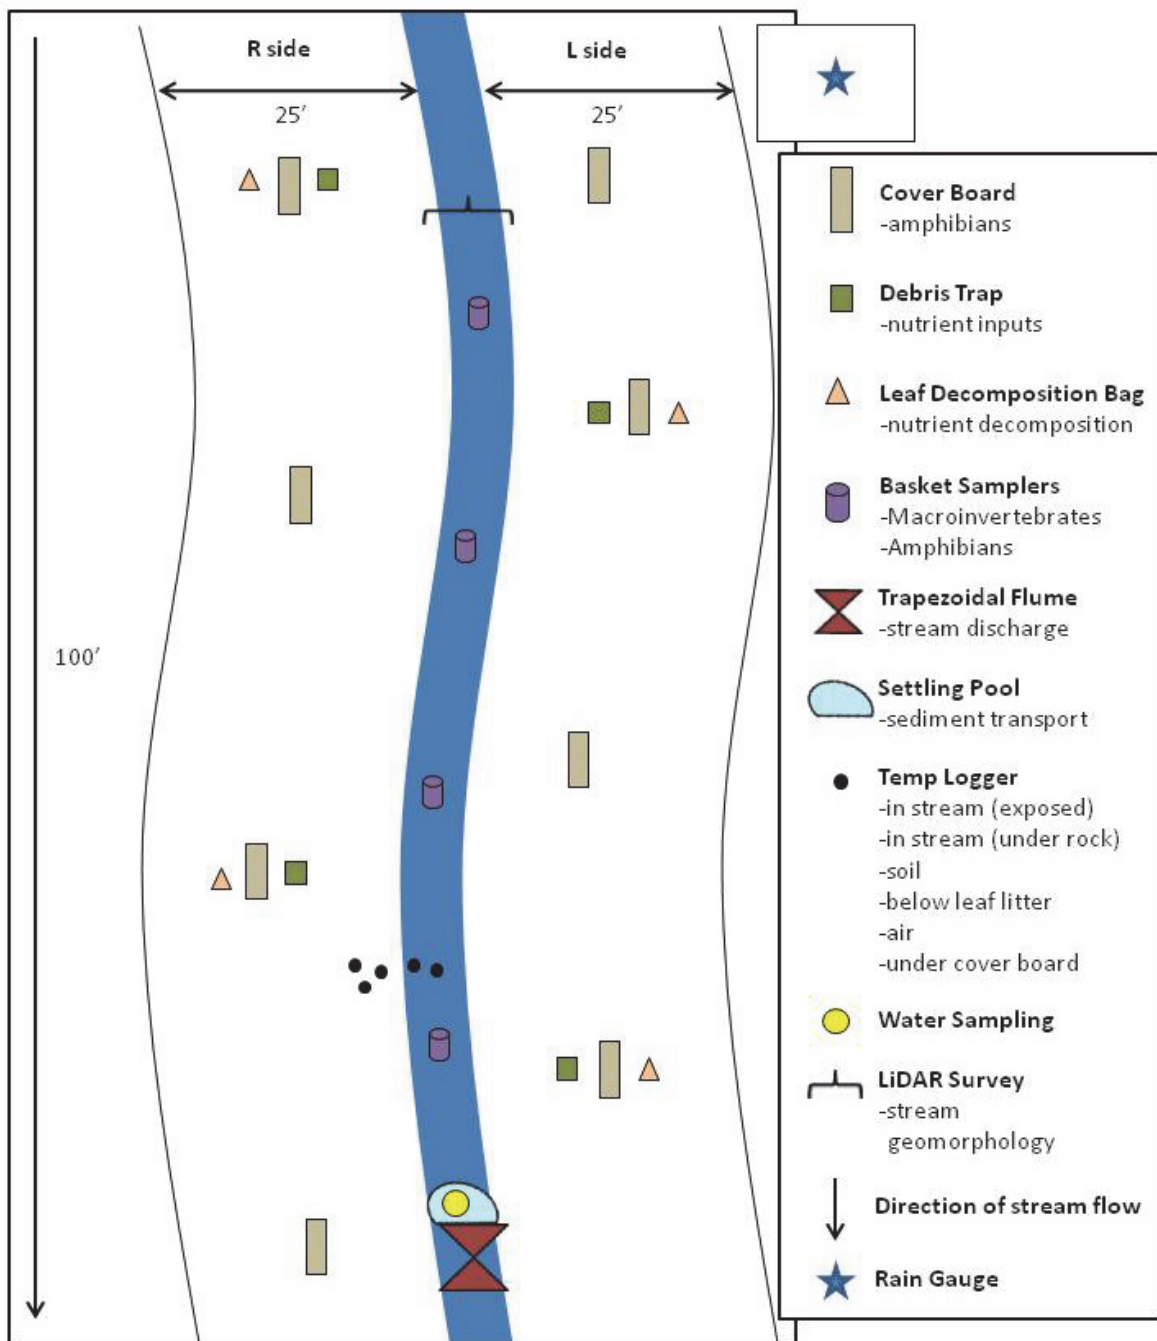 R side
L side
25′
25′
100′
Cover Board
-amphibians
Debris Trap
-nutrient inputs
Leaf Decomposition Bag
-nutrient decomposition
Basket Samplers
-Macroinvertebrates
-Amphibians
Trapezoidal Flume
-stream discharge
Settling Pool
-sediment transport
Temp Logger
-in stream (exposed)
-in stream (under rock)
-soil
-below leaf litter
-air
-under cover board
Water Sampling
LiDAR Survey
-stream
geomorphology
Direction of stream flow
Rain Gauge